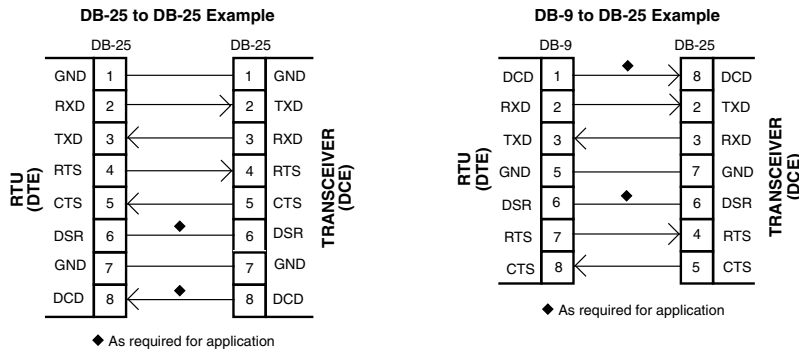 DB-25 to DB-25 Example
DB-25 DB-25
RTU
(DTE)
GND 1 1 GND
RXD 2 2 TXD
TXD 3 3 RXD
RTS 4 4 RTS
CTS 5 5 CTS
DSR 6 6 DSR
GND 7 7 GND
DCD 8 8 DCD
TRANSCEIVER
(DCE)
◆ As required for application
DB-9 to DB-25 Example
DB-9 DB-25
RTU
(DTE)
DCD 1 8 DCD
RXD 2 2 TXD
TXD 3 3 RXD
GND 5 7 GND
DSR 6 6 DSR
RTS 7 4 RTS
CTS 8 5 CTS
TRANSCEIVER
(DCE)
◆ As required for application